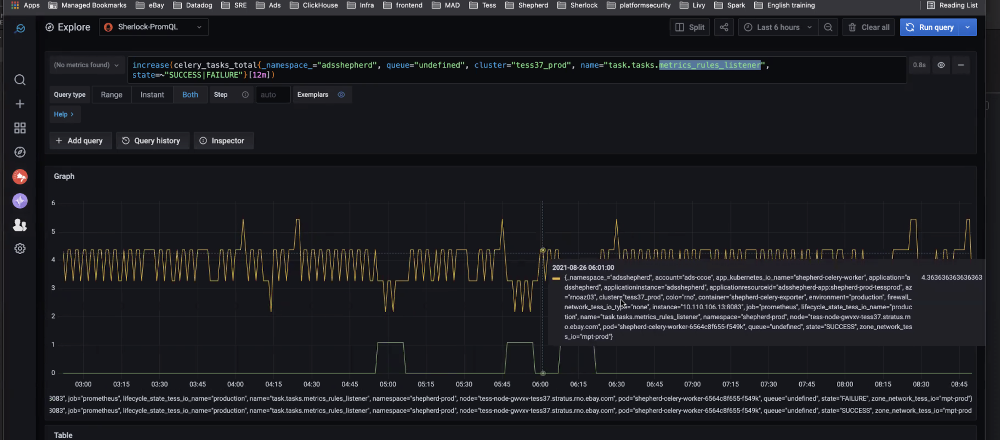 Apps Managed Bookmarks eBay Datadog SRE Ads ClickHouse Infra frontend MAD Tess Shepherd Sherlock platformsecurity Livy Spark English training Reading List
Explore Sherlock-PromQL Split Last 6 hours Clear all Run query
(No metrics found) increase(celery_tasks_total{_namespace_="adsshepherd", queue="undefined", cluster="tess37_prod", name="task.tasks.metrics_rules_listener", 0.8s
state=~"SUCCESS|FAILURE"}[12m])
Query type Range Instant Both Step auto Exemplars
Help >
+ Add query Query history Inspector
Graph
6
5
4
3
2
1
0
2021-08-26 06:01:00
{_namespace_="adsshepherd", account="ads-ccoe", app_kubernetes_io_name="shepherd-celery-worker", application="a 4.363636363636363
dsshepherd", applicationinstance="adsshepherd", applicationresourceid="adsshepherd-app:shepherd-prod-tessprod", az
="rnoaz03", cluster="tess37_prod", colo="rno", container="shepherd-celery-exporter", environment="production", firewall_
network_tess_io_type="none", instance="10.110.106.13:8083", job="prometheus", lifecycle_state_tess_io_name="produc
tion", name="task.tasks.metrics_rules_listener", namespace="shepherd-prod", node="tess-node-gwvxv-tess37.stratus.rn
o.ebay.com", pod="shepherd-celery-worker-6564c8f655-f549k", queue="undefined", state="SUCCESS", zone_network_tes
s_io="mpt-prod"}
03:00 03:15 03:30 03:45 04:00 04:15 04:30 04:45 05:00 05:15 05:30 05:45 06:00 06:15 06:30 06:45 07:00 07:15 07:30 07:45 08:00 08:15 08:30 08:45
3083", job="prometheus", lifecycle_state_tess_io_name="production", name="task.tasks.metrics_rules_listener", namespace="shepherd-prod", node="tess-node-gwvxv-tess37.stratus.rno.ebay.com", pod="shepherd-celery-worker-6564c8f655-f549k", queue="undefined", state="FAILURE", zone_network_tess_io="mpt-prod"}
3083", job="prometheus", lifecycle_state_tess_io_name="production", name="task.tasks.metrics_rules_listener", namespace="shepherd-prod", node="tess-node-gwvxv-tess37.stratus.rno.ebay.com", pod="shepherd-celery-worker-6564c8f655-f549k", queue="undefined", state="SUCCESS", zone_network_tess_io="mpt-prod
Table